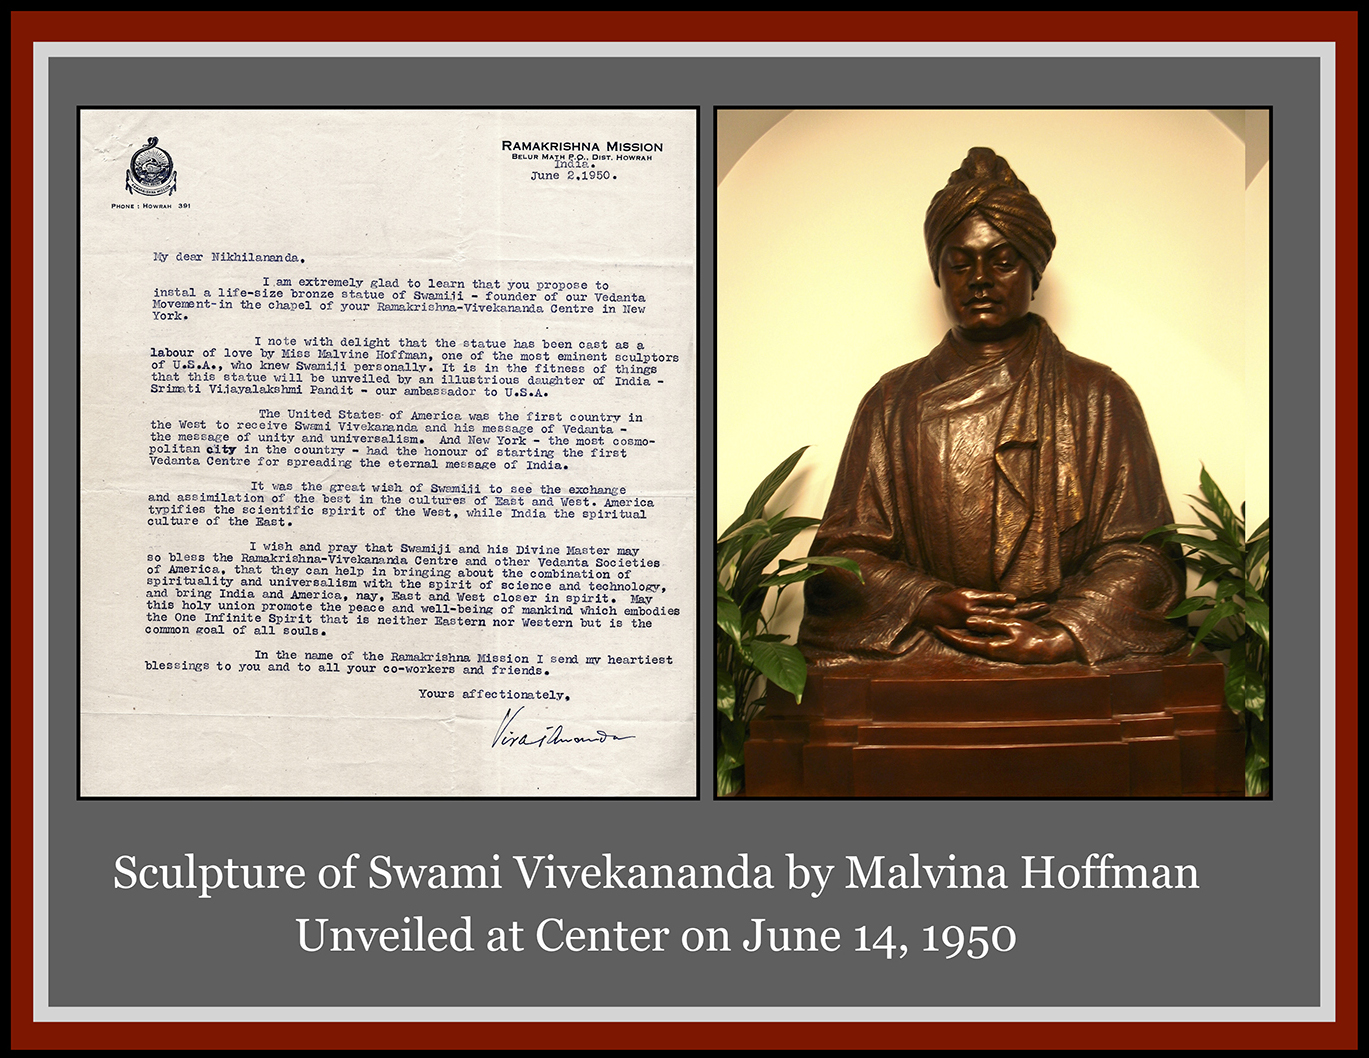 RAMAKRISHNA MISSION
BELUR MATH P.O., DIST. HOWRAH
India.
June 2,1950.
PHONE : HOWRAH 391
My dear Nikhilananda,
I am extremely glad to learn that you propose to
instal a life-size bronze statue of Swamiji - founder of our Vedanta
Movement-in the chapel of your Ramakrishna-Vivekananda Centre in New
York.
I note with delight that the statue has been cast as a
labour of love by Miss Malvine Hoffman, one of the most eminent sculptors
of U.S.A., who knew Swamiji personally. It is in the fitness of things
that this statue will be unveiled by an illustrious daughter of India -
Srimati Vijayalakshmi Pandit - our ambassador to U.S.A.
The United States of America was the first country in
the West to receive Swami Vivekananda and his message of Vedanta -
the message of unity and universalism. And New York - the most cosmo-
politan city in the country - had the honour of starting the first
Vedanta Centre for spreading the eternal message of India.
It was the great wish of Swamiji to see the exchange
and assimilation of the best in the cultures of East and West. America
typifies the scientific spirit of the West, while India the spiritual
culture of the East.
I wish and pray that Swamiji and his Divine Master may
so bless the Ramakrishna-Vivekananda Centre and other Vedanta Societies
of America, that they can help in bringing about the combination of
spirituality and universalism with the spirit of science and technology,
and bring India and America, nay, East and West closer in spirit. May
this holy union promote the peace and well-being of mankind which embodies
the One Infinite Spirit that is neither Eastern nor Western but is the
common goal of all souls.
In the name of the Ramakrishna Mission I send my heartiest
blessings to you and to all your co-workers and friends.
Yours affectionately,
Virajananda
Sculpture of Swami Vivekananda by Malvina Hoffman
Unveiled at Center on June 14, 1950